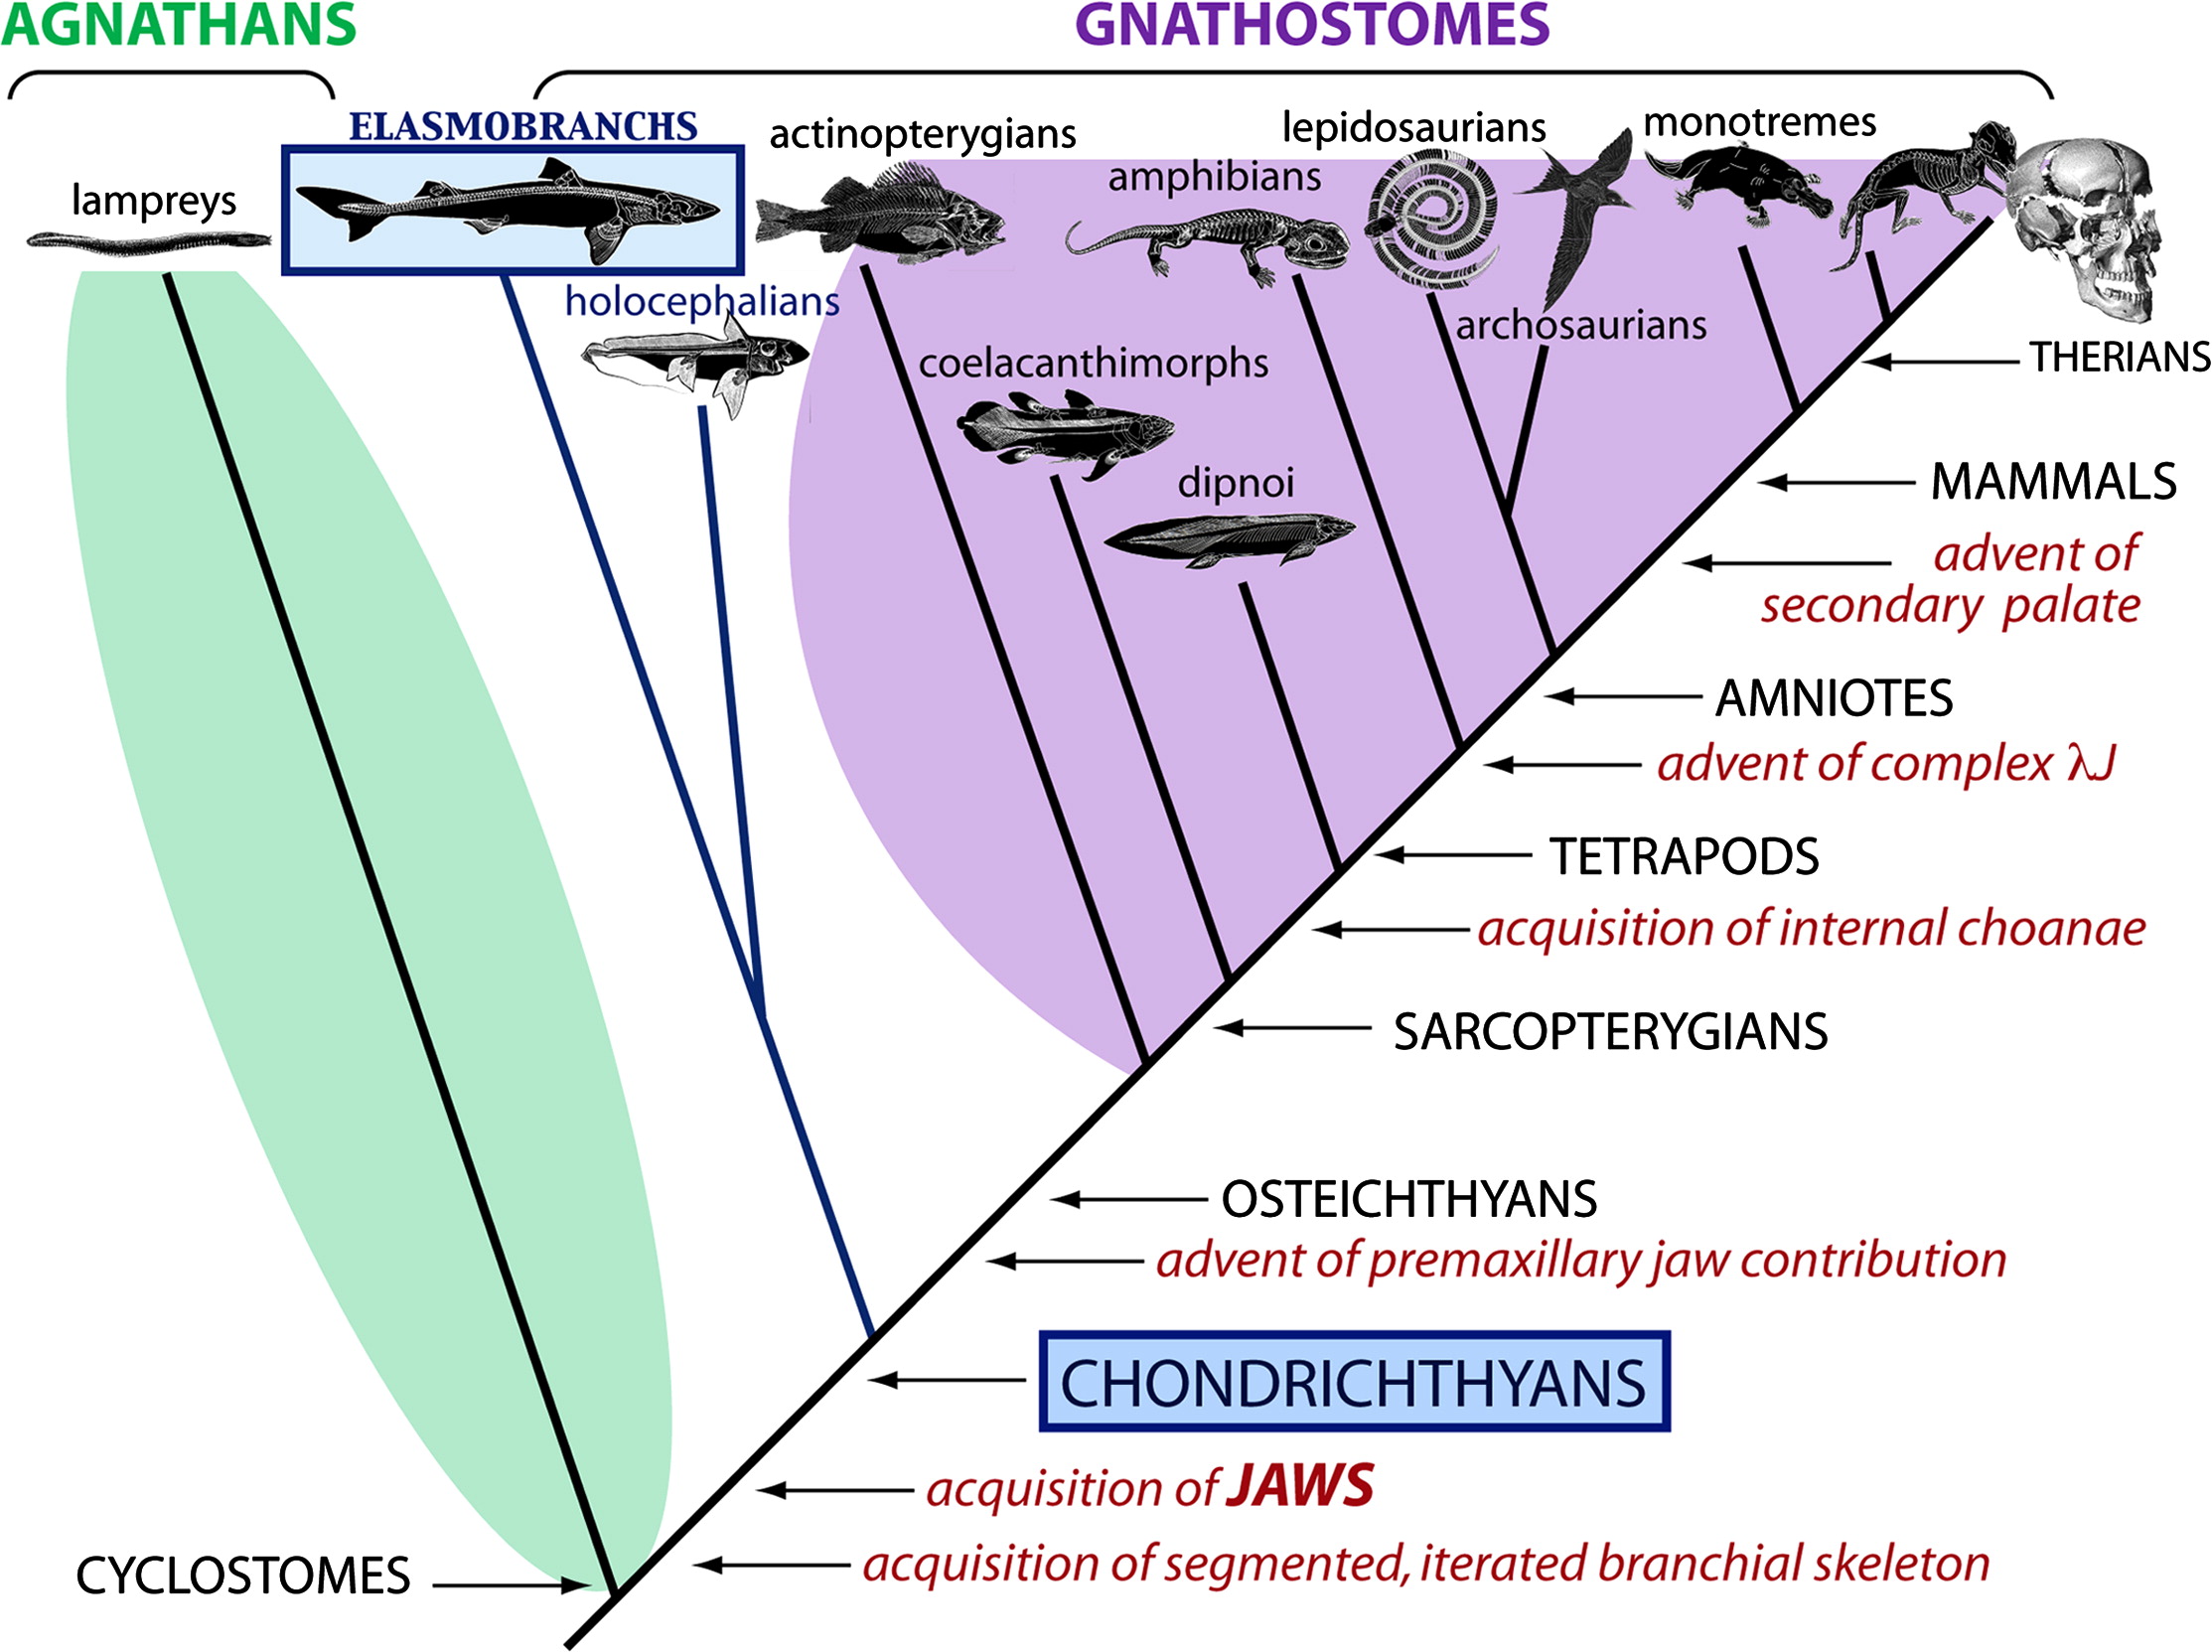 AGNATHANS
GNATHOSTOMES
ELASMOBRANCHS
actinopterygians
lepidosaurians
monotremes
lampreys
amphibians
holocephalians
archosaurians
coelacanthimorphs
THERIANS
dipnoi
MAMMALS
advent of
secondary palate
AMNIOTES
advent of complex λJ
TETRAPODS
acquisition of internal choanae
SARCOPTERYGIANS
OSTEICHTHYANS
advent of premaxillary jaw contribution
CHONDRICHTHYANS
acquisition of JAWS
acquisition of segmented, iterated branchial skeleton
CYCLOSTOMES